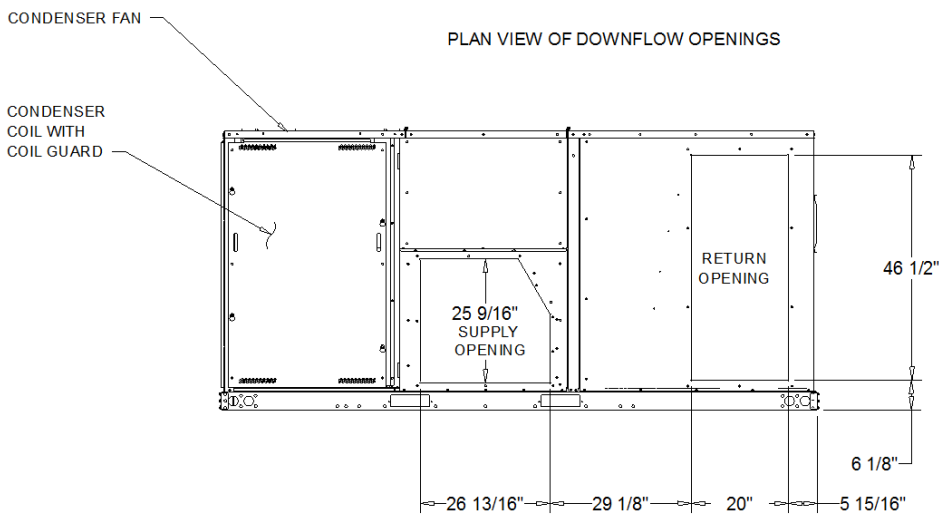 CONDENSER FAN
PLAN VIEW OF DOWNFLOW OPENINGS
CONDENSER
COIL WITH
COIL GUARD
RETURN
OPENING
46 1/2"
25 9/16"
SUPPLY
OPENING
6 1/8"
26 13/16"
29 1/8"
20"
5 15/16"